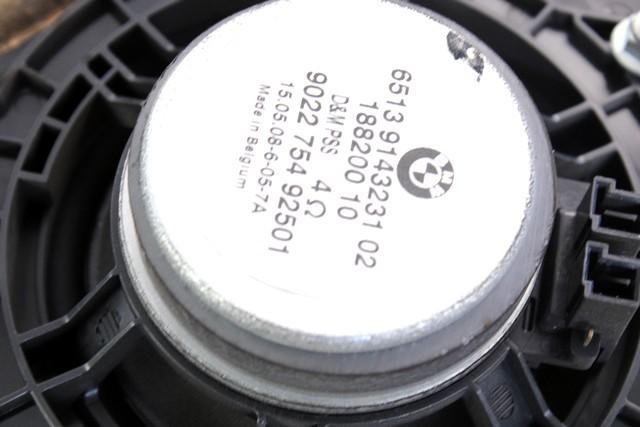 BMW
6513 9143231 02
188200 10
D&M PSS 4 Ω
9022 754 92501
15.05.08-6-05-7A
Made in Belgium